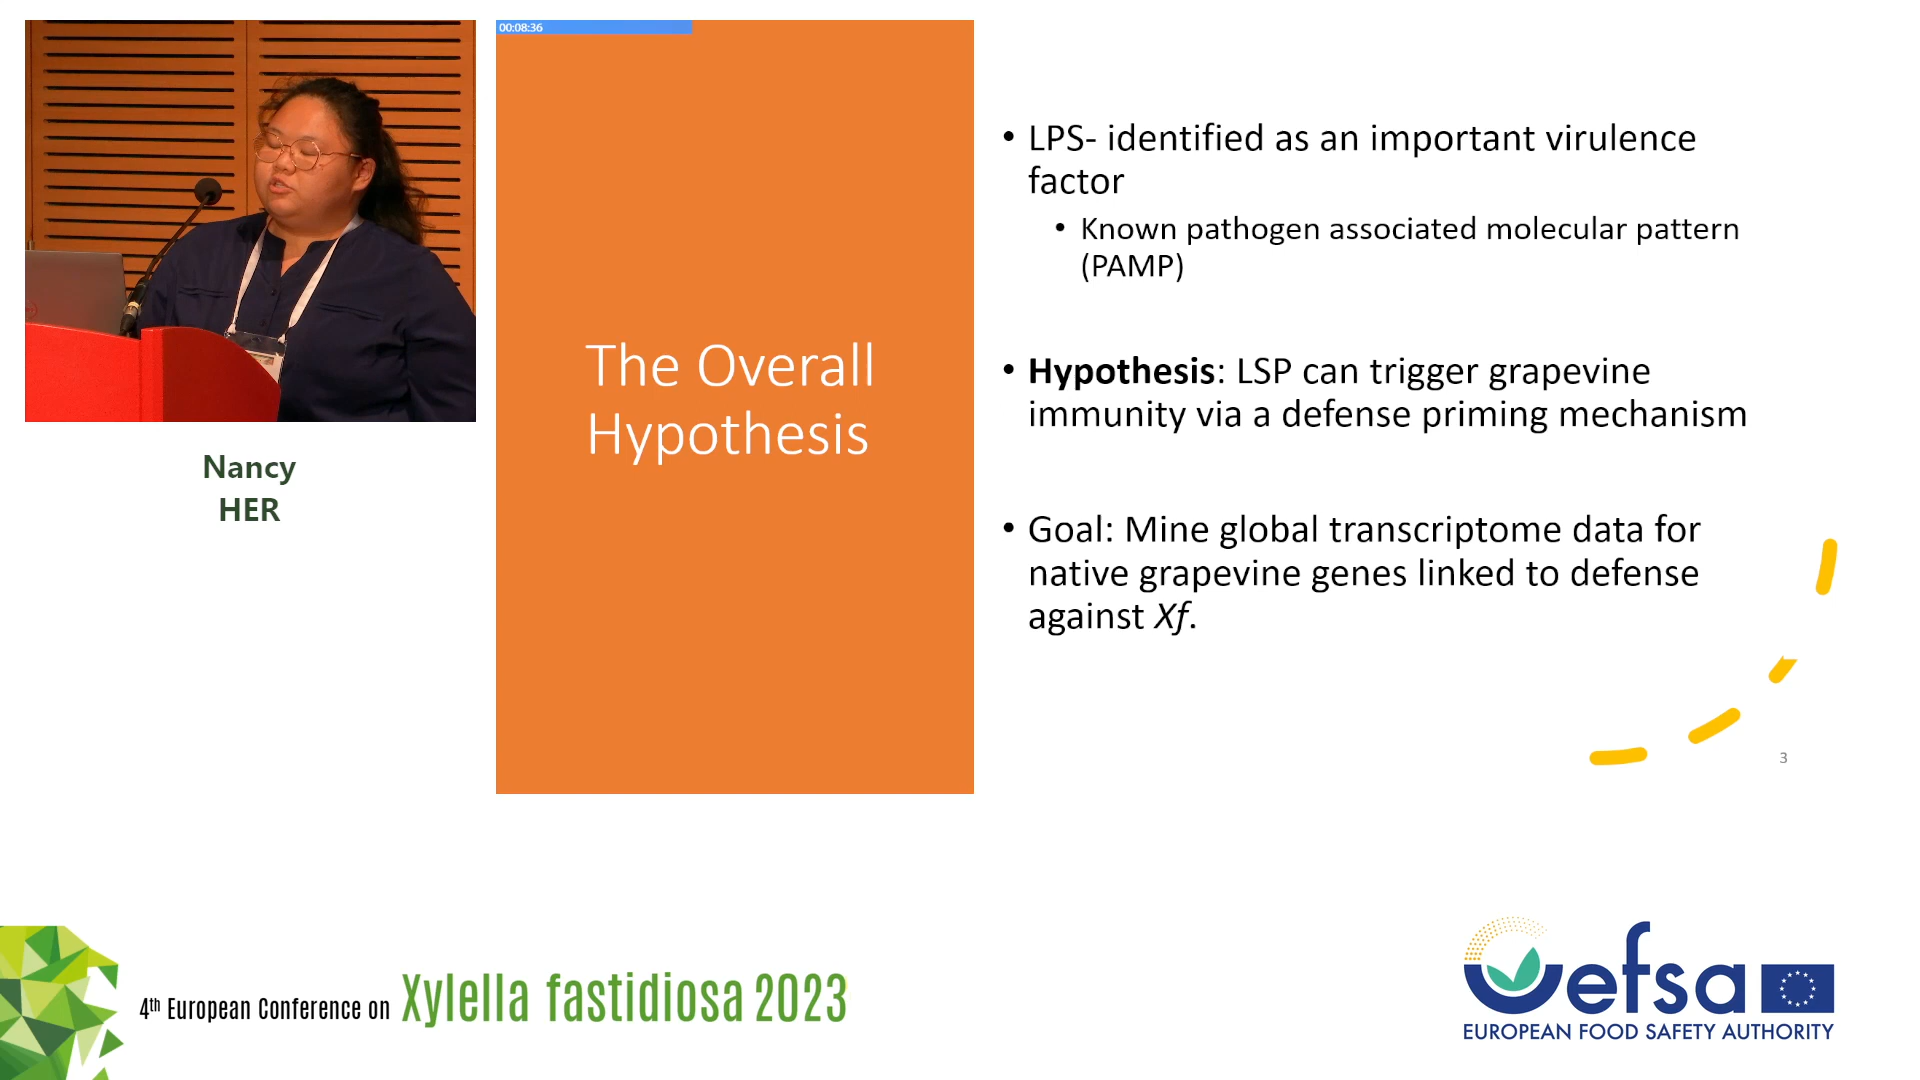 Nancy
HER
00:08:36
The Overall
Hypothesis
• LPS- identified as an important virulence
factor
• Known pathogen associated molecular pattern
(PAMP)
• Hypothesis: LSP can trigger grapevine
immunity via a defense priming mechanism
• Goal: Mine global transcriptome data for
native grapevine genes linked to defense
against Xf.
3
4th European Conference on Xylella fastidiosa 2023
efsa
EUROPEAN FOOD SAFETY AUTHORITY